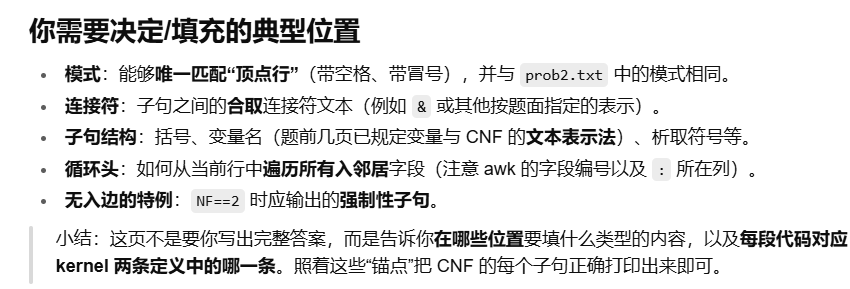 你需要决定/填充的典型位置
• 模式：能够唯一匹配“顶点行”（带空格、带冒号），并与 prob2.txt 中的模式相同。
• 连接符：子句之间的合取连接符文本（例如 & 或其他按题面指定的表示）。
• 子句结构：括号、变量名（题前几页已规定变量与 CNF 的文本表示法）、析取符号等。
• 循环头：如何从当前行中遍历所有入邻居字段（注意 awk 的字段编号以及 : 所在列）。
• 无入边的特例：NF==2 时应输出的强制性子句。
小结：这页不是要你写出完整答案，而是告诉你在哪些位置要填什么类型的内容，以及每段代码对应
kernel 两条定义中的哪一条。照着这些“锚点”把 CNF 的每个子句正确打印出来即可。